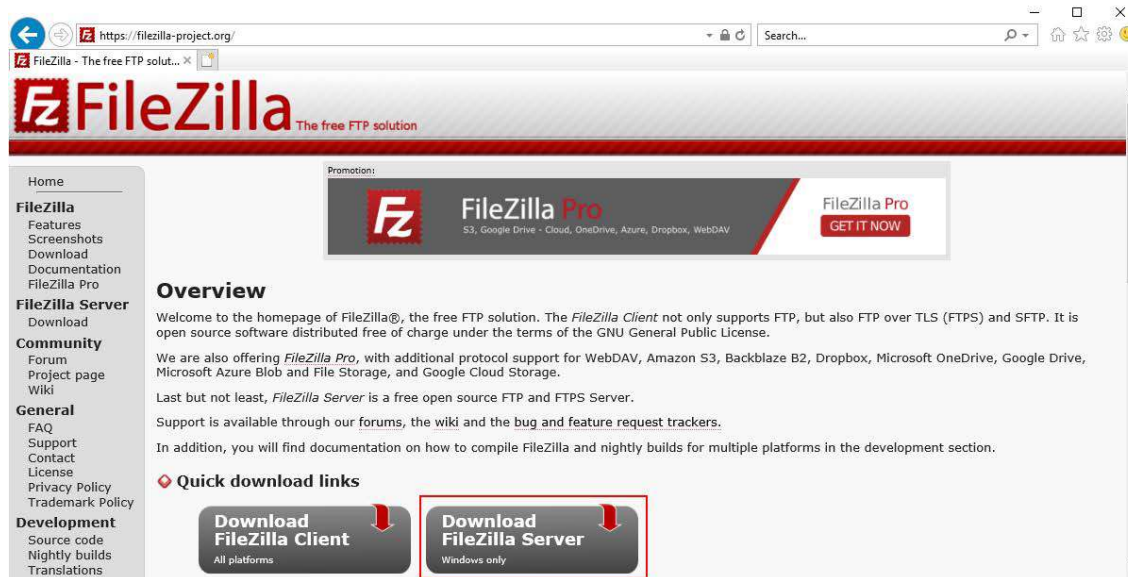 https://filezilla-project.org/
Search...
FileZilla - The free FTP solut...
FileZilla The free FTP solution
Home
FileZilla
Features
Screenshots
Download
Documentation
FileZilla Pro
FileZilla Server
Download
Community
Forum
Project page
Wiki
General
FAQ
Support
Contact
License
Privacy Policy
Trademark Policy
Development
Source code
Nightly builds
Translations
Promotion:
FileZilla Pro
S3, Google Drive - Cloud, OneDrive, Azure, Dropbox, WebDAV
FileZilla Pro
GET IT NOW
Overview
Welcome to the homepage of FileZilla®, the free FTP solution. The FileZilla Client not only supports FTP, but also FTP over TLS (FTPS) and SFTP. It is
open source software distributed free of charge under the terms of the GNU General Public License.
We are also offering FileZilla Pro, with additional protocol support for WebDAV, Amazon S3, Backblaze B2, Dropbox, Microsoft OneDrive, Google Drive,
Microsoft Azure Blob and File Storage, and Google Cloud Storage.
Last but not least, FileZilla Server is a free open source FTP and FTPS Server.
Support is available through our forums, the wiki and the bug and feature request trackers.
In addition, you will find documentation on how to compile FileZilla and nightly builds for multiple platforms in the development section.
Quick download links
Download
FileZilla Client
All platforms
Download
FileZilla Server
Windows only